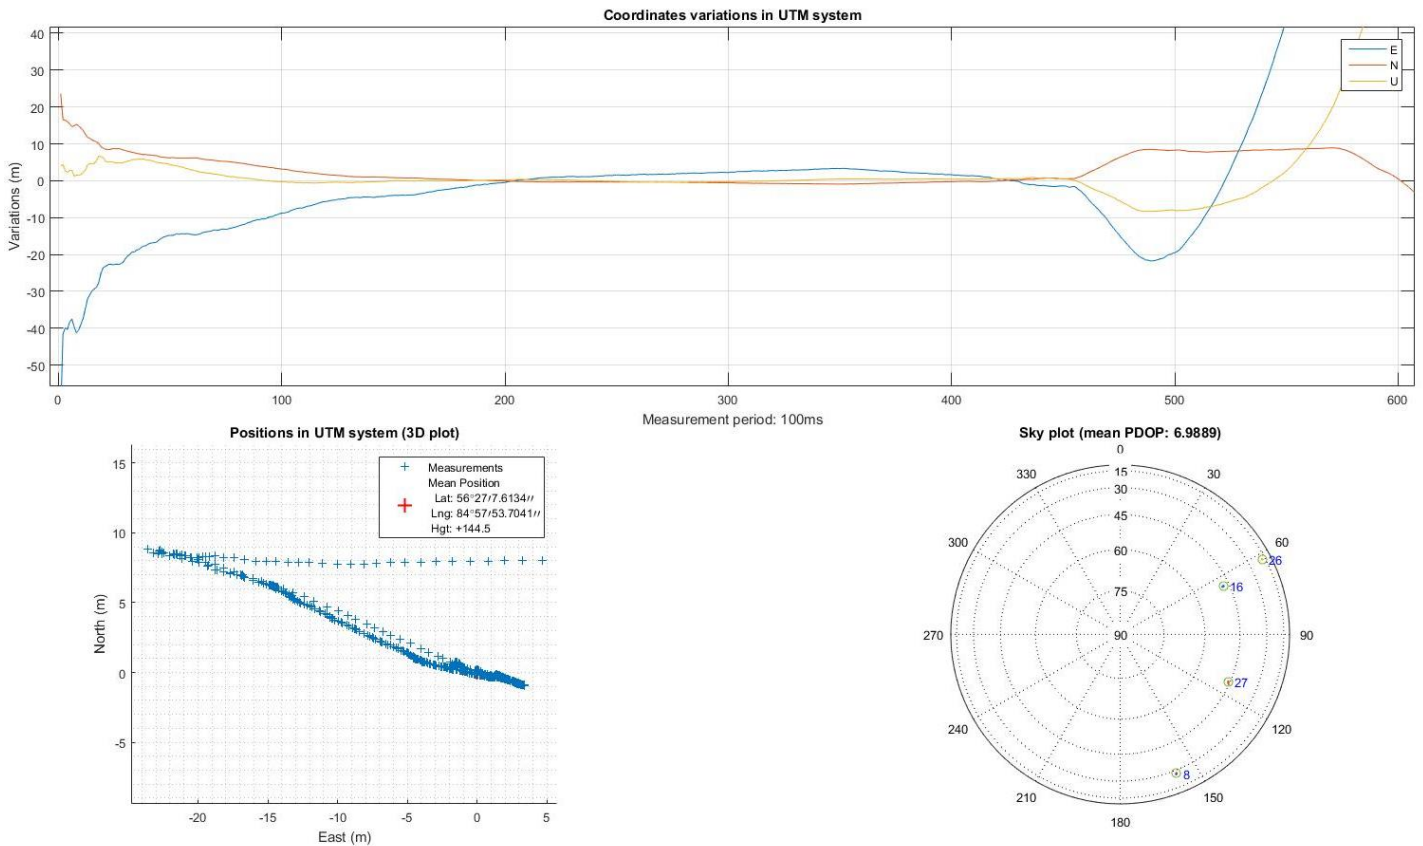 Coordinates variations in UTM system
40
30
20
10
0
-10
-20
-30
-40
-50
Variations (m)
E
N
U
0 100 200 300 400 500 600
Measurement period: 100ms
Positions in UTM system (3D plot)
15
10
5
0
-5
North (m)
Measurements
Mean Position
Lat: 56°27′7.6134′′
Lng: 84°57′53.7041′′
Hgt: +144.5
-20 -15 -10 -5 0 5
East (m)
Sky plot (mean PDOP: 6.9889)
0
330 15 30
30
45
300 60 60
26
75 16
270 90 90
27
240 120
8
210 150
180